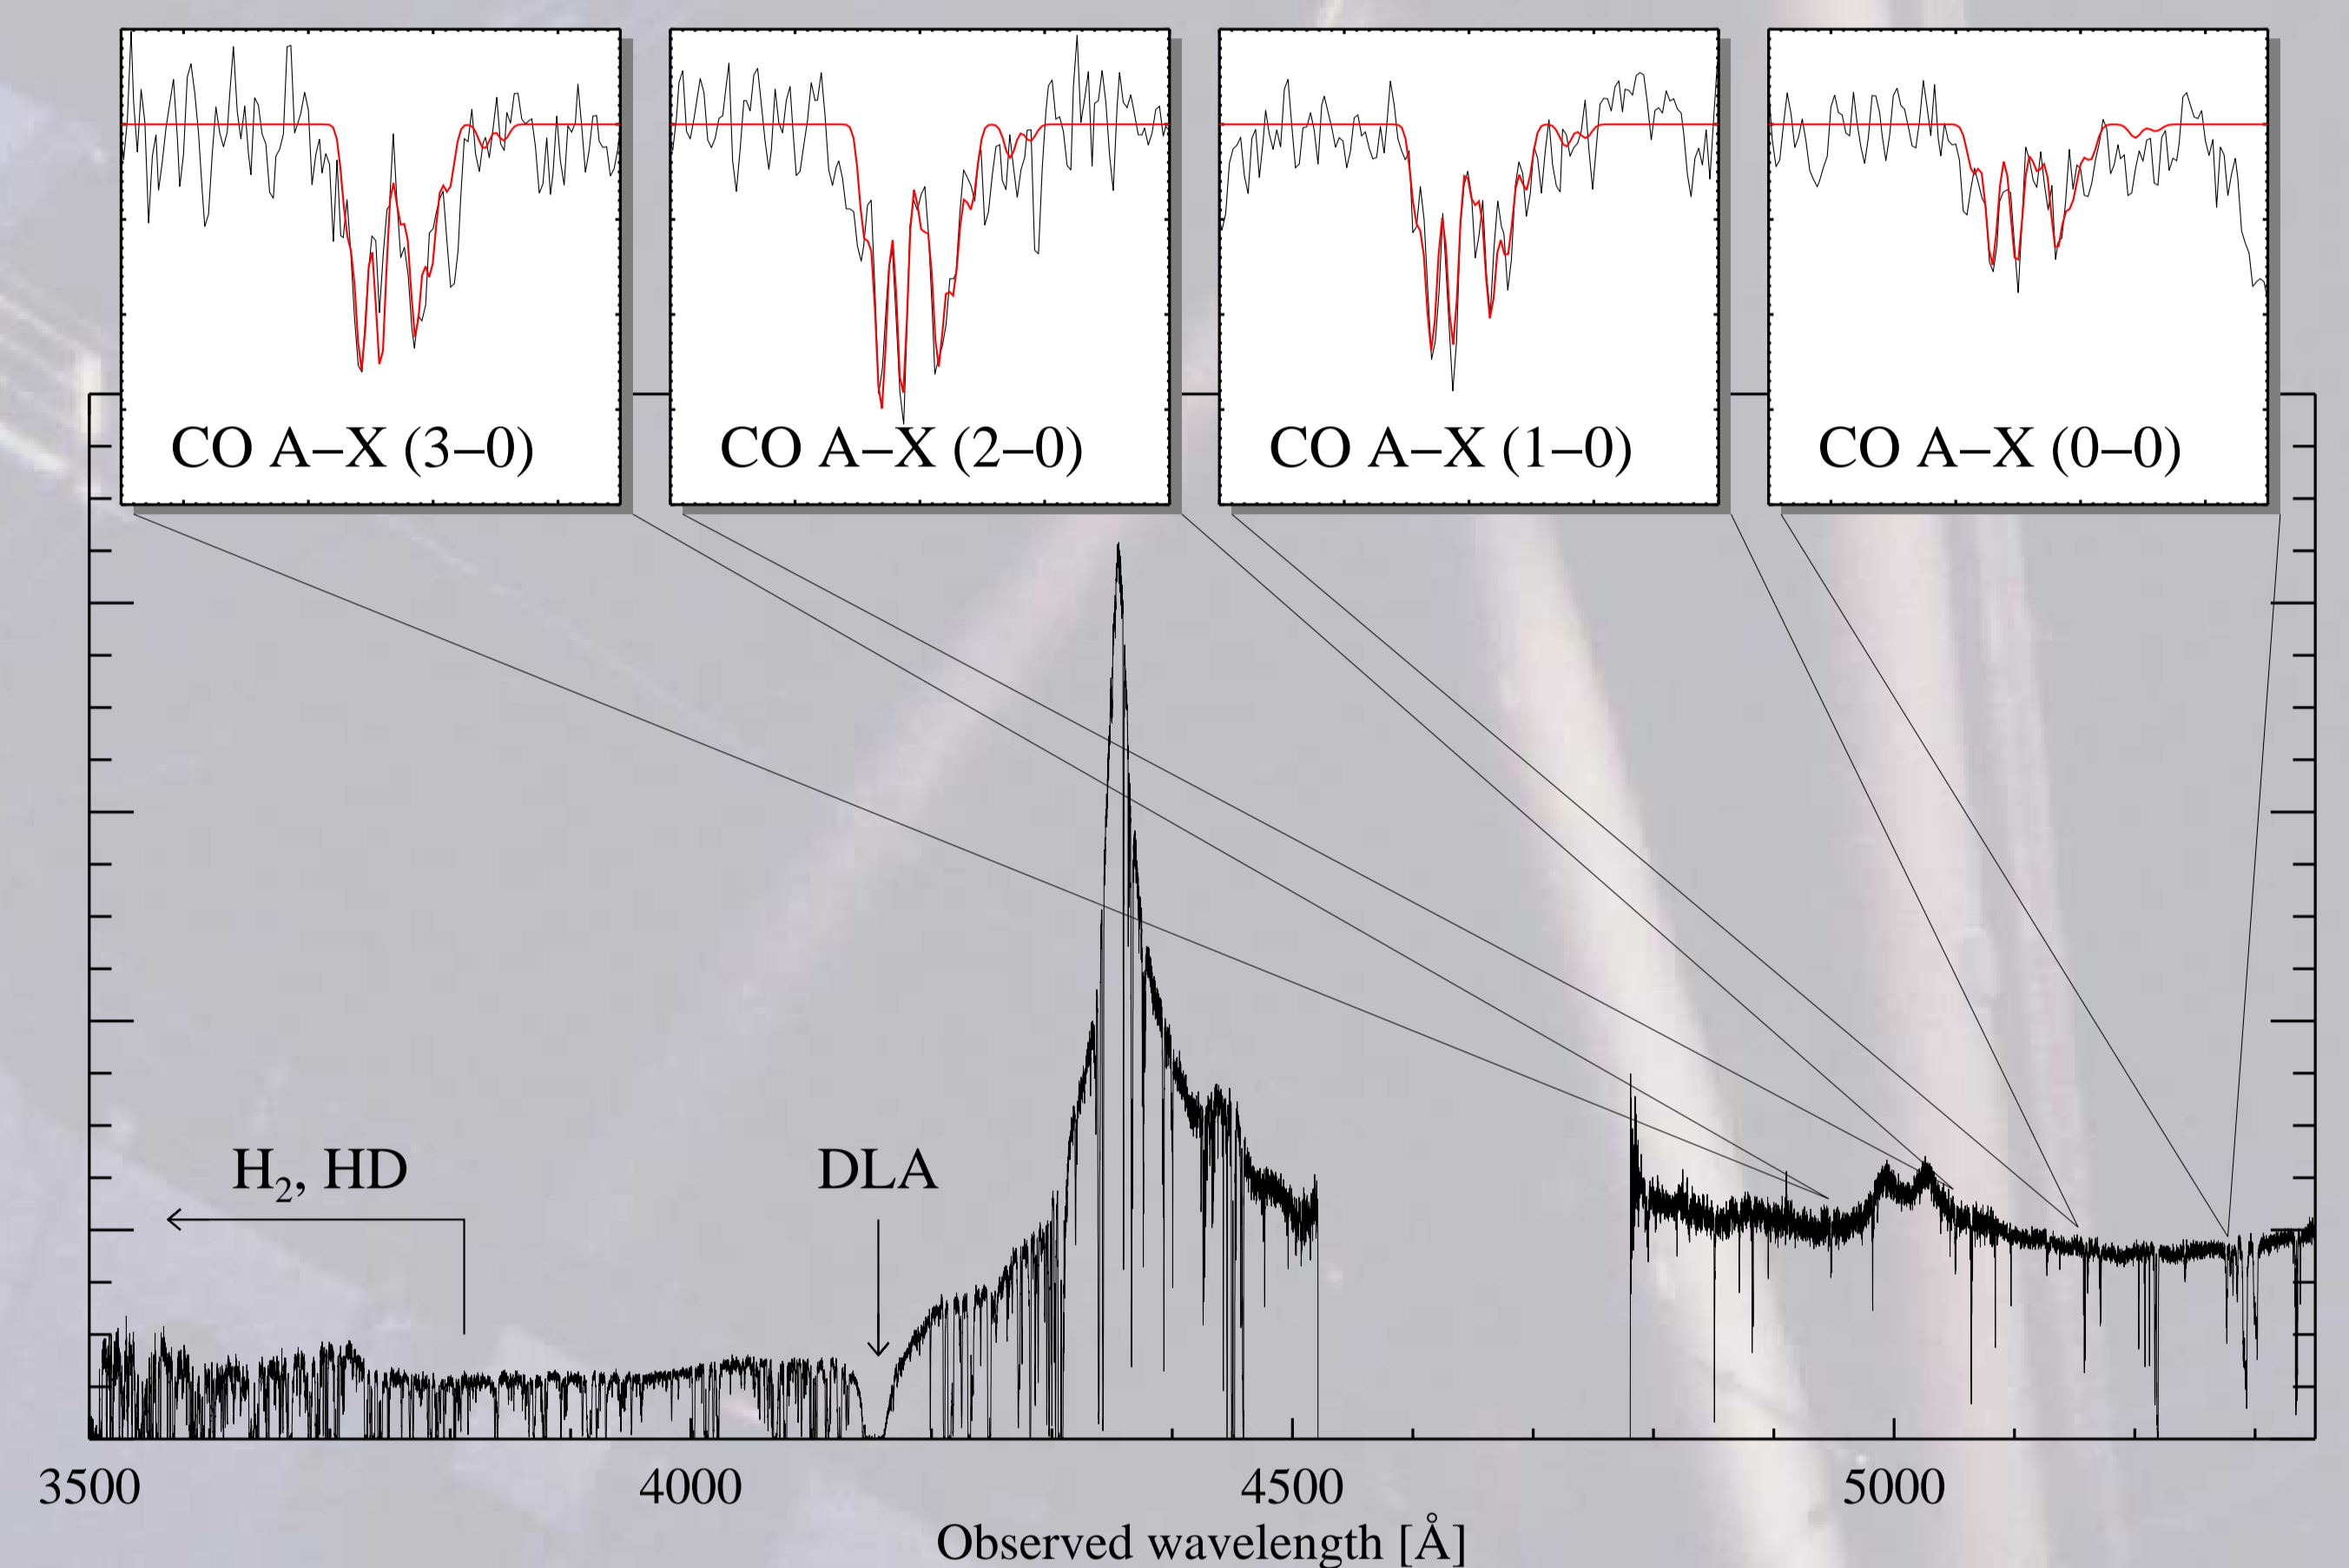 CO A–X (3–0)
CO A–X (2–0)
CO A–X (1–0)
CO A–X (0–0)
H₂, HD
DLA
3500
4000
4500
5000
Observed wavelength [Å]